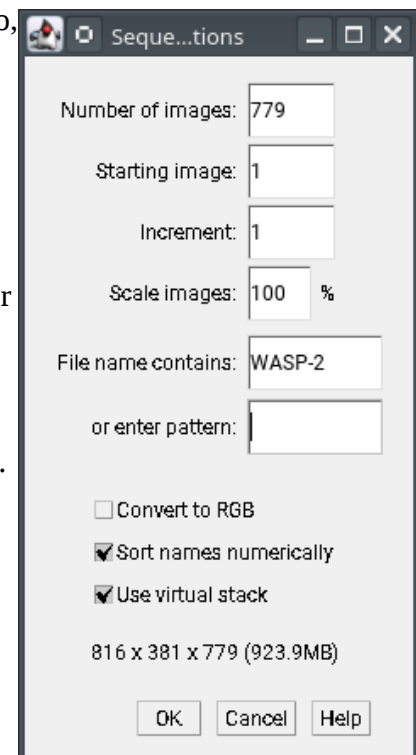 o,
Seque...tions
Number of images: 779
Starting image: 1
Increment: 1
r
Scale images: 100 %
File name contains: WASP-2
or enter pattern:
.
Convert to RGB
Sort names numerically
Use virtual stack
816 x 381 x 779 (923.9MB)
OK Cancel Help